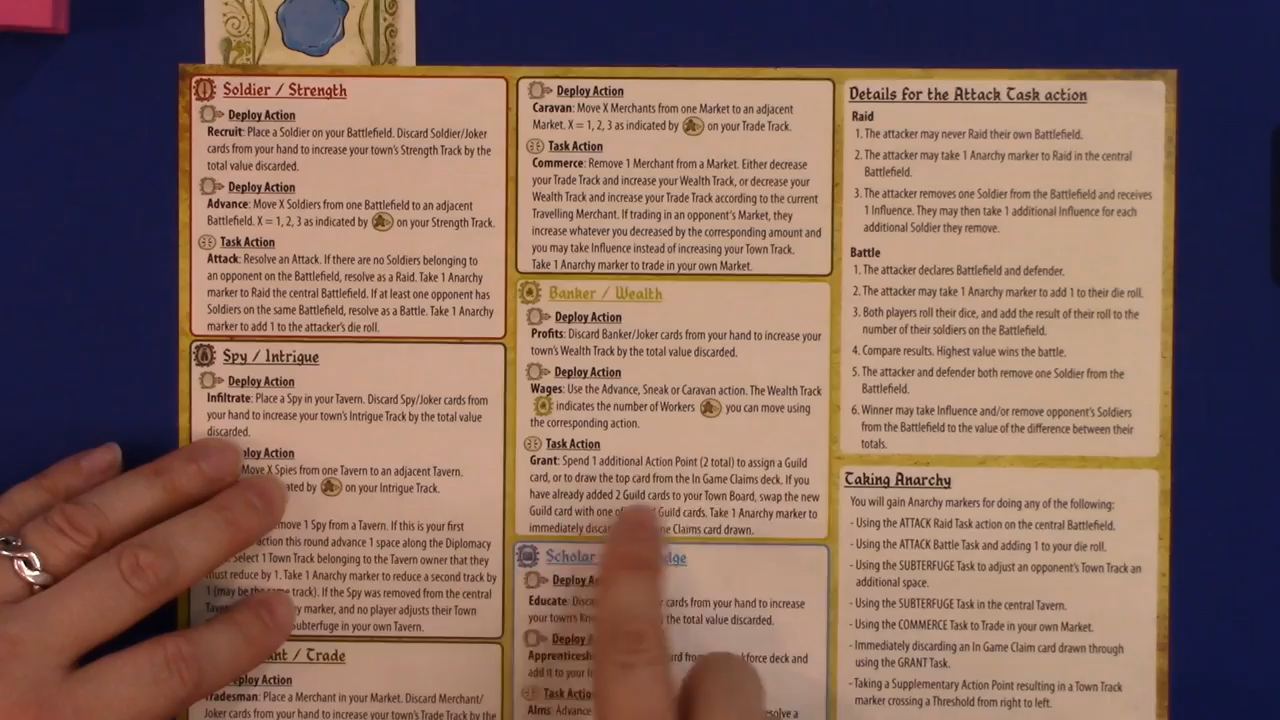 Soldier / Strength
Deploy Action
Recruit: Place a Soldier on your Battlefield. Discard Soldier/Joker
cards from your hand to increase your town's Strength Track by the
total value discarded.
Deploy Action
Advance: Move X Soldiers from one Battlefield to an adjacent
Battlefield. X = 1, 2, 3 as indicated by on your Strength Track.
Task Action
Attack: Resolve an Attack. If there are no Soldiers belonging to
an opponent on the Battlefield, resolve as a Raid. Take 1 Anarchy
marker to Raid the central Battlefield. If at least one opponent has
Soldiers on the same Battlefield, resolve as a Battle. Take 1 Anarchy
marker to add 1 to the attacker's die roll.
Spy / Intrigue
Deploy Action
Infiltrate: Place a Spy in your Tavern. Discard Spy/Joker cards from
your hand to increase your town's Intrigue Track by the total value
discarded.
ploy Action
Move X Spies from one Tavern to an adjacent Tavern.
ated by on your Intrigue Track.
move 1 Spy from a Tavern. If this is your first
action this round advance 1 space along the Diplomacy
Select 1 Town Track belonging to the Tavern owner that they
must reduce by 1. Take 1 Anarchy marker to reduce a second track by
1 (may be the same track). If the Spy was removed from the central
marker, and no player adjusts their Town
ubterfuge in your own Tavern.
ant / Trade
ploy Action
Tradesman: Place a Merchant in your Market. Discard Merchant/
Joker cards from your hand to increase your town's Trade Track by the
Deploy Action
Caravan: Move X Merchants from one Market to an adjacent
Market. X = 1, 2, 3 as indicated by on your Trade Track.
Task Action
Commerce: Remove 1 Merchant from a Market. Either decrease
your Trade Track and increase your Wealth Track, or decrease your
Wealth Track and increase your Trade Track according to the current
Travelling Merchant. If trading in an opponent's Market, they
increase whatever you decreased by the corresponding amount and
you may take Influence instead of increasing your Town Track.
Take 1 Anarchy marker to trade in your own Market.
Banker / Wealth
Deploy Action
Profits: Discard Banker/Joker cards from your hand to increase your
town's Wealth Track by the total value discarded.
Deploy Action
Wages: Use the Advance, Sneak or Caravan action. The Wealth Track
indicates the number of Workers you can move using
the corresponding action.
Task Action
Grant: Spend 1 additional Action Point (2 total) to assign a Guild
card, or to draw the top card from the In Game Claims deck. If you
have already added 2 Guild cards to your Town Board, swap the new
Guild card with one of Guild cards. Take 1 Anarchy marker to
immediately discar Claims card drawn.
Scholar dge
Deploy A
Educate: Disca cards from your hand to increase
your town's the total value discarded.
Deploy
Apprenticesh ard fro kforce deck and
add it to your
Task Actio
Alms: Advance esolve a
Details for the Attack Task action
Raid
1. The attacker may never Raid their own Battlefield.
2. The attacker may take 1 Anarchy marker to Raid in the central
Battlefield.
3. The attacker removes one Soldier from the Battlefield and receives
1 Influence. They may then take 1 additional Influence for each
additional Soldier they remove.
Battle
1. The attacker declares Battlefield and defender.
2. The attacker may take 1 Anarchy marker to add 1 to their die roll.
3. Both players roll their dice, and add the result of their roll to the
number of their soldiers on the Battlefield.
4. Compare results. Highest value wins the battle.
5. The attacker and defender both remove one Soldier from the
Battlefield.
6. Winner may take Influence and/or remove opponent's Soldiers
from the Battlefield to the value of the difference between their
totals.
Taking Anarchy
You will gain Anarchy markers for doing any of the following:
- Using the ATTACK Raid Task action on the central Battlefield.
- Using the ATTACK Battle Task and adding 1 to your die roll.
- Using the SUBTERFUGE Task to adjust an opponent's Town Track an
additional space.
- Using the SUBTERFUGE Task in the central Tavern.
- Using the COMMERCE Task to Trade in your own Market.
- Immediately discarding an In Game Claim card drawn through
using the GRANT Task.
- Taking a Supplementary Action Point resulting in a Town Track
marker crossing a Threshold from right to left.